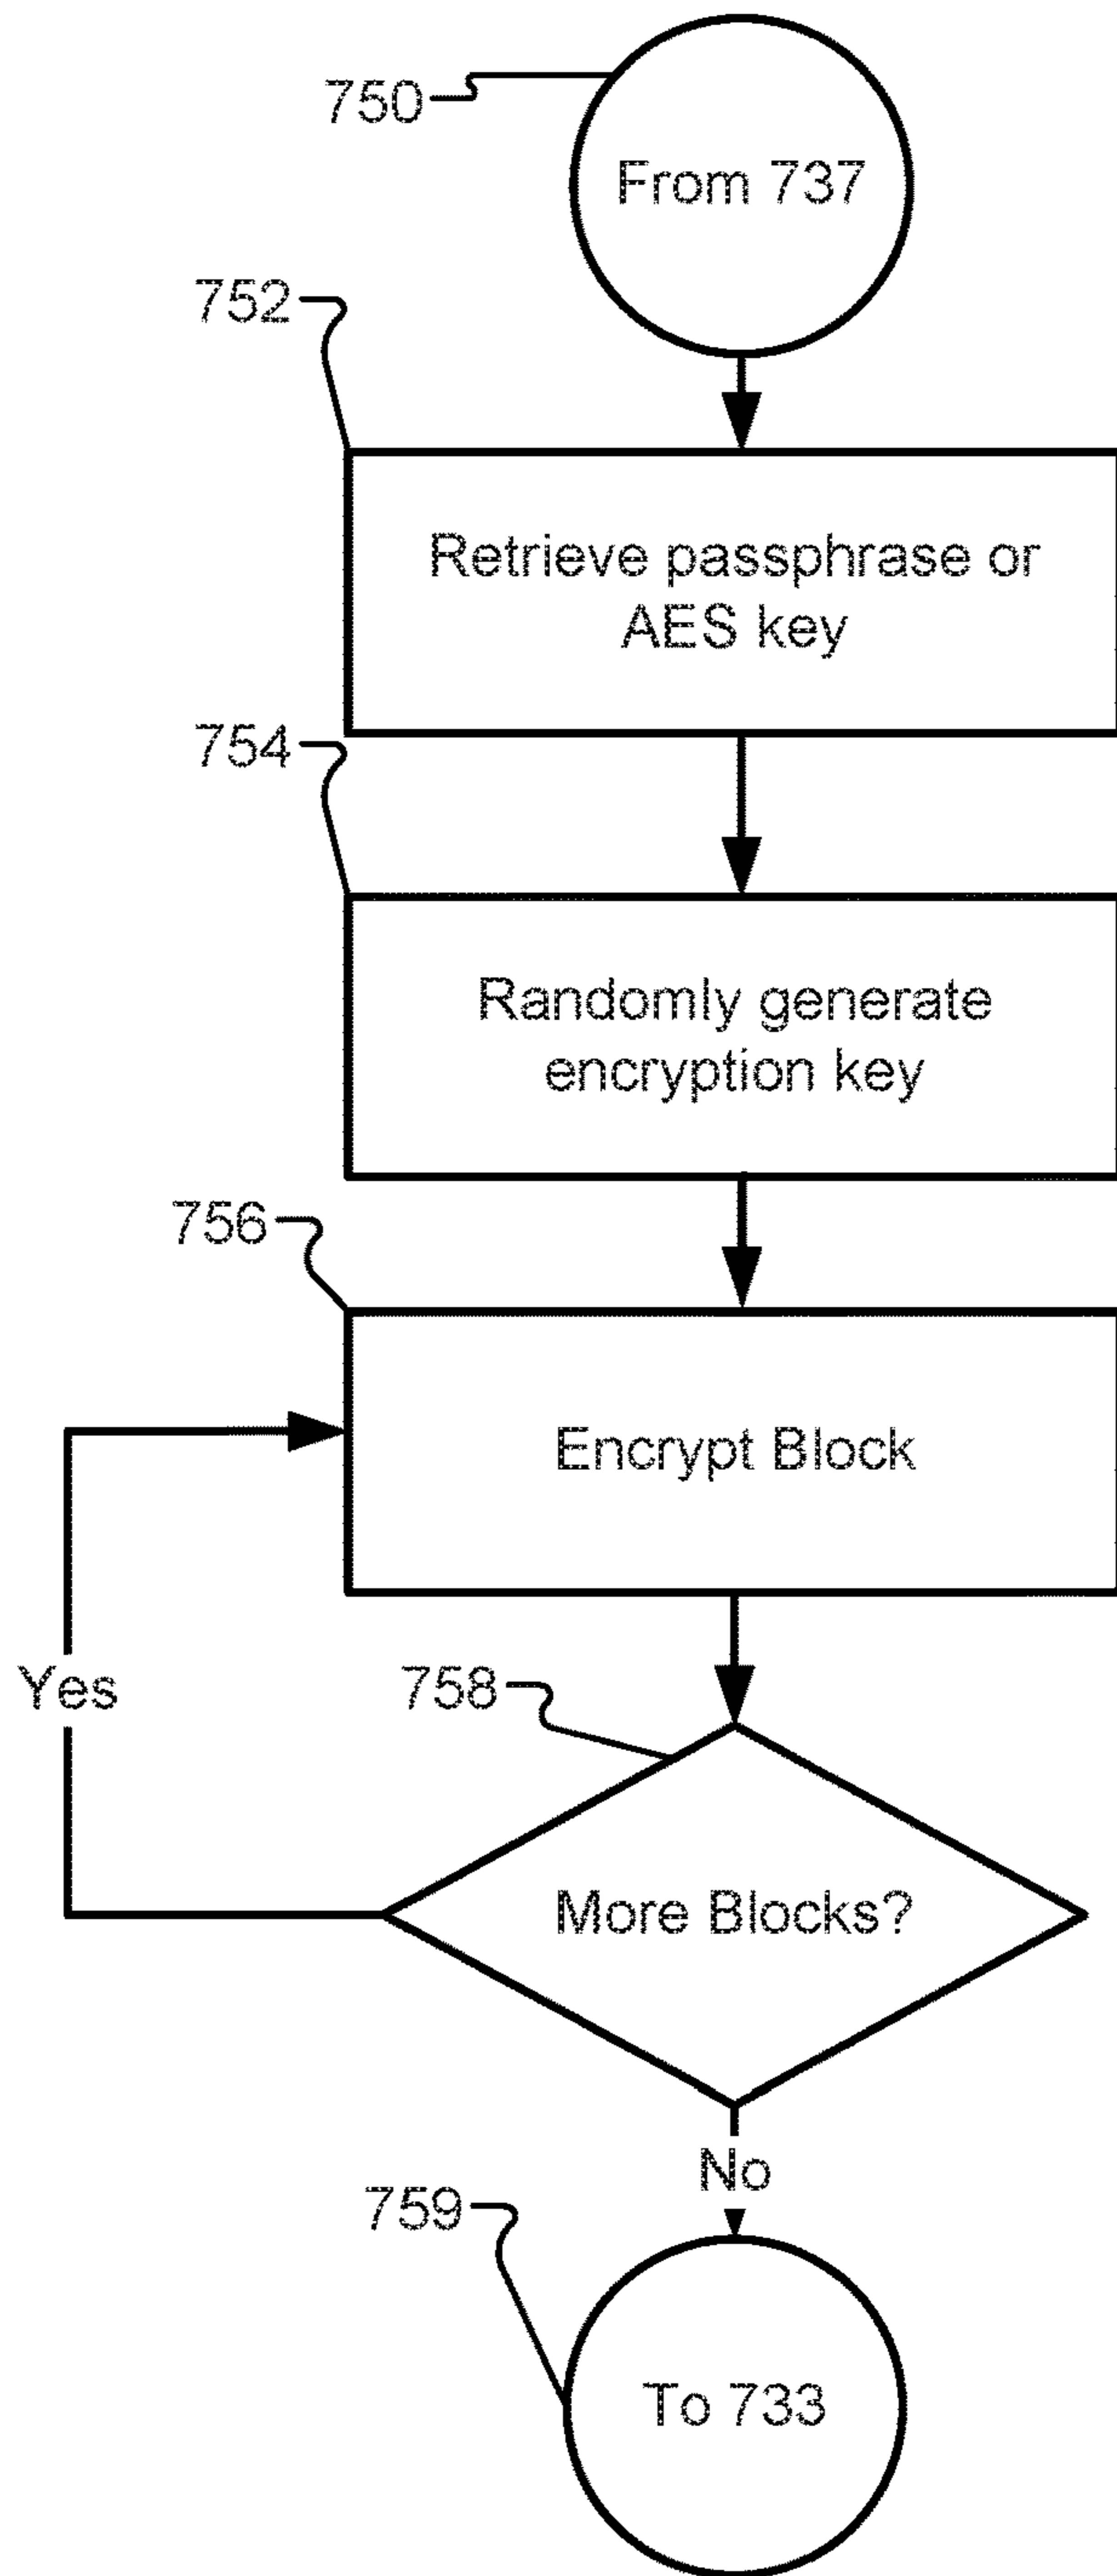 750
From 737
752
Retrieve passphrase or
AES key
754
Randomly generate
encryption key
756
Encrypt Block
Yes
758
More Blocks?
No
759
To 733